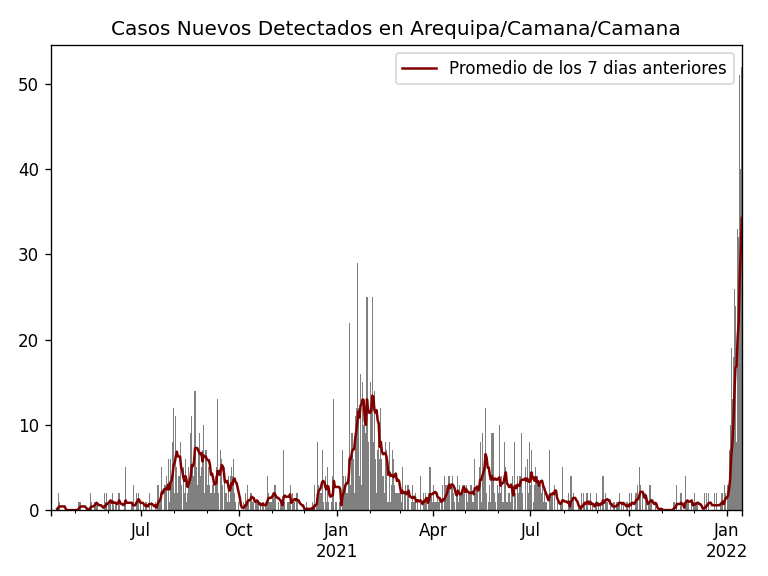 Casos Nuevos Detectados en Arequipa/Camana/Camana
Promedio de los 7 dias anteriores
50
40
30
20
10
0
Jul Oct Jan Apr Jul Oct Jan
2021 2022